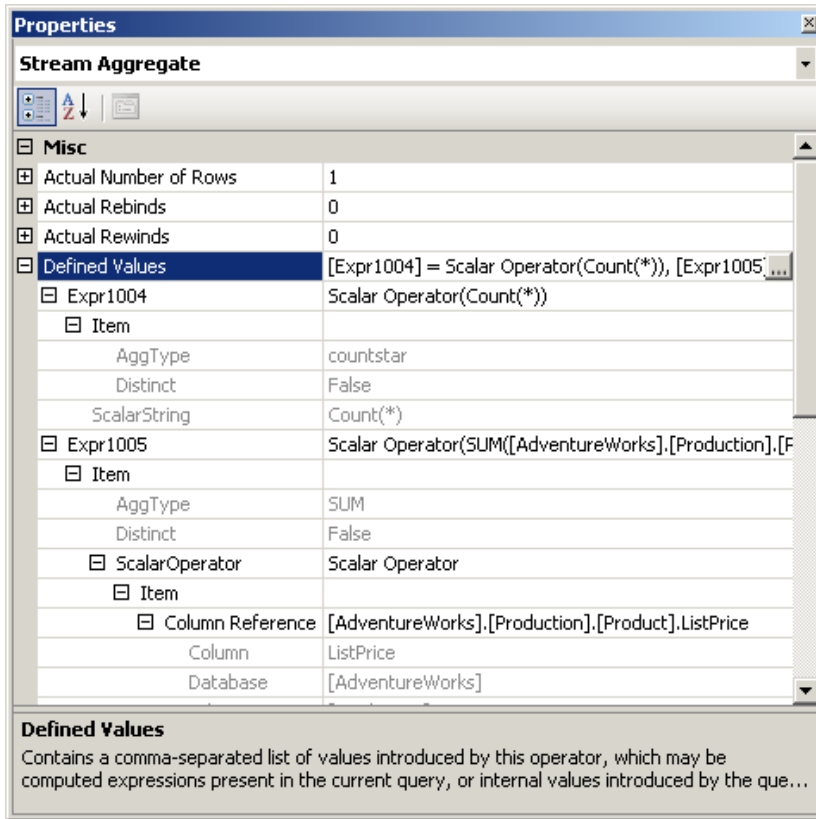 Properties
Stream Aggregate
Misc
Actual Number of Rows 1
Actual Rebinds 0
Actual Rewinds 0
Defined Values [Expr1004] = Scalar Operator(Count(*)), [Expr1005] ...
Expr1004 Scalar Operator(Count(*))
Item
AggType countstar
Distinct False
ScalarString Count(*)
Expr1005 Scalar Operator(SUM([AdventureWorks].[Production].[P
Item
AggType SUM
Distinct False
ScalarOperator Scalar Operator
Item
Column Reference [AdventureWorks].[Production].[Product].ListPrice
Column ListPrice
Database [AdventureWorks]
Defined Values
Contains a comma-separated list of values introduced by this operator, which may be
computed expressions present in the current query, or internal values introduced by the que...